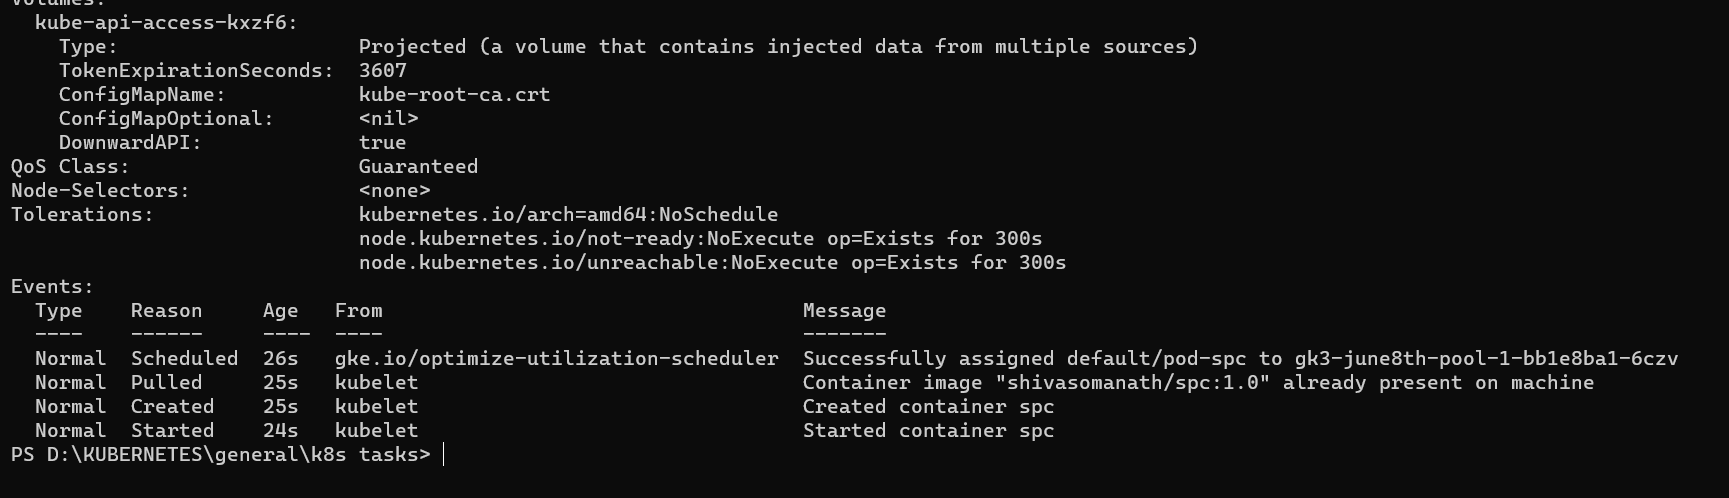 Volumes:
  kube-api-access-kxzf6:
    Type:                    Projected (a volume that contains injected data from multiple sources)
    TokenExpirationSeconds:  3607
    ConfigMapName:           kube-root-ca.crt
    ConfigMapOptional:       <nil>
    DownwardAPI:             true
QoS Class:                   Guaranteed
Node-Selectors:              <none>
Tolerations:                 kubernetes.io/arch=amd64:NoSchedule
                             node.kubernetes.io/not-ready:NoExecute op=Exists for 300s
                             node.kubernetes.io/unreachable:NoExecute op=Exists for 300s
Events:
  Type    Reason     Age   From                                   Message
  ----    ------     ----  ----                                   -------
  Normal  Scheduled  26s   gke.io/optimize-utilization-scheduler  Successfully assigned default/pod-spc to gk3-june8th-pool-1-bb1e8ba1-6czv
  Normal  Pulled     25s   kubelet                                Container image "shivasomanath/spc:1.0" already present on machine
  Normal  Created    25s   kubelet                                Created container spc
  Normal  Started    24s   kubelet                                Started container spc
PS D:\KUBERNETES\general\k8s tasks>